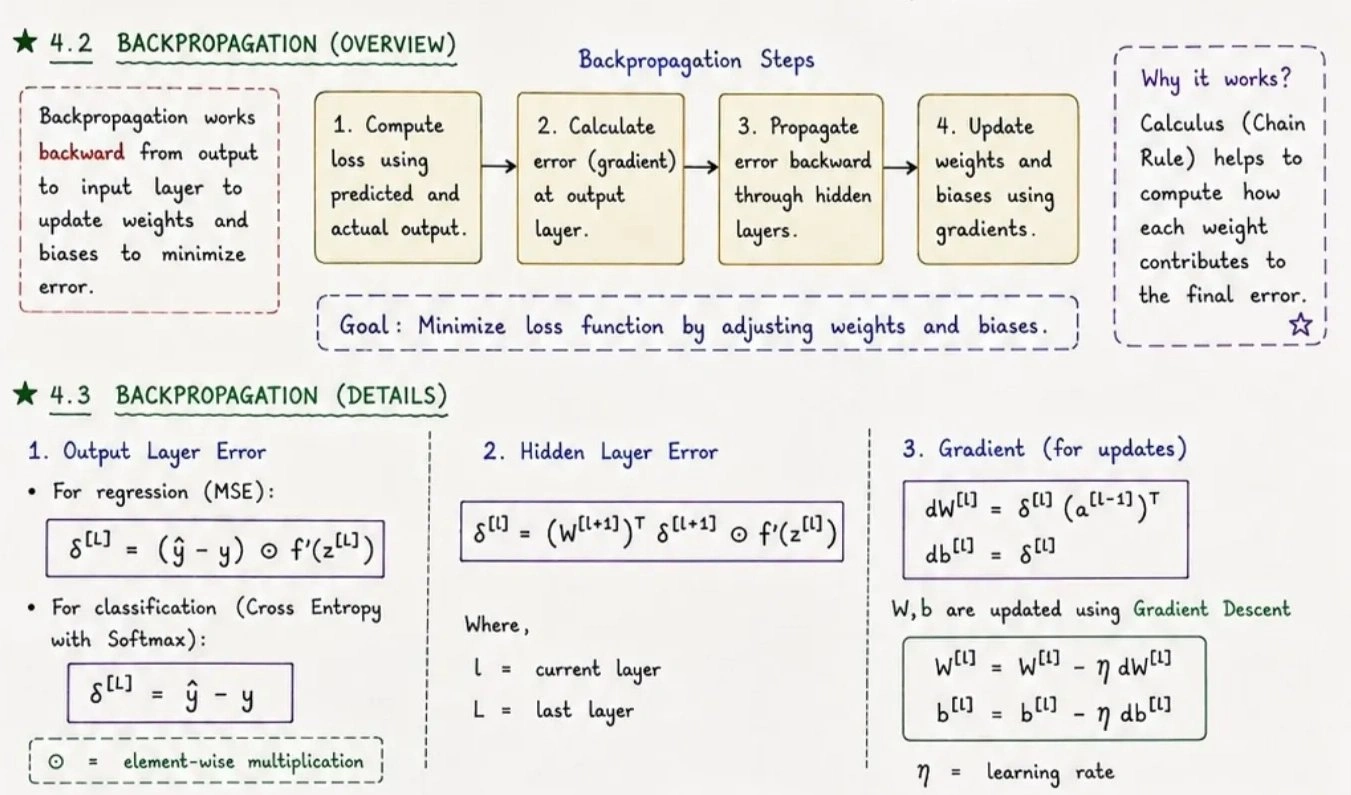 ★ 4.2 BACKPROPAGATION (OVERVIEW)
Backpropagation works
backward from output
to input layer to
update weights and
biases to minimize
error.
Backpropagation Steps
1. Compute
loss using
predicted and
actual output.
2. Calculate
error (gradient)
at output
layer.
3. Propagate
error backward
through hidden
layers.
4. Update
weights and
biases using
gradients.
Goal: Minimize loss function by adjusting weights and biases.
Why it works?
Calculus (Chain
Rule) helps to
compute how
each weight
contributes to
the final error.
★ 4.3 BACKPROPAGATION (DETAILS)
1. Output Layer Error
• For regression (MSE):
δ^[L] = (ŷ - y) ⊙ f'(z^[L])
• For classification (Cross Entropy
with Softmax):
δ^[L] = ŷ - y
⊙ = element-wise multiplication
2. Hidden Layer Error
δ^[l] = (W^[l+1])^T δ^[l+1] ⊙ f'(z^[l])
Where,
l = current layer
L = last layer
3. Gradient (for updates)
dW^[l] = δ^[l] (a^[l-1])^T
db^[l] = δ^[l]
W,b are updated using Gradient Descent
W^[l] = W^[l] - η dW^[l]
b^[l] = b^[l] - η db^[l]
η = learning rate